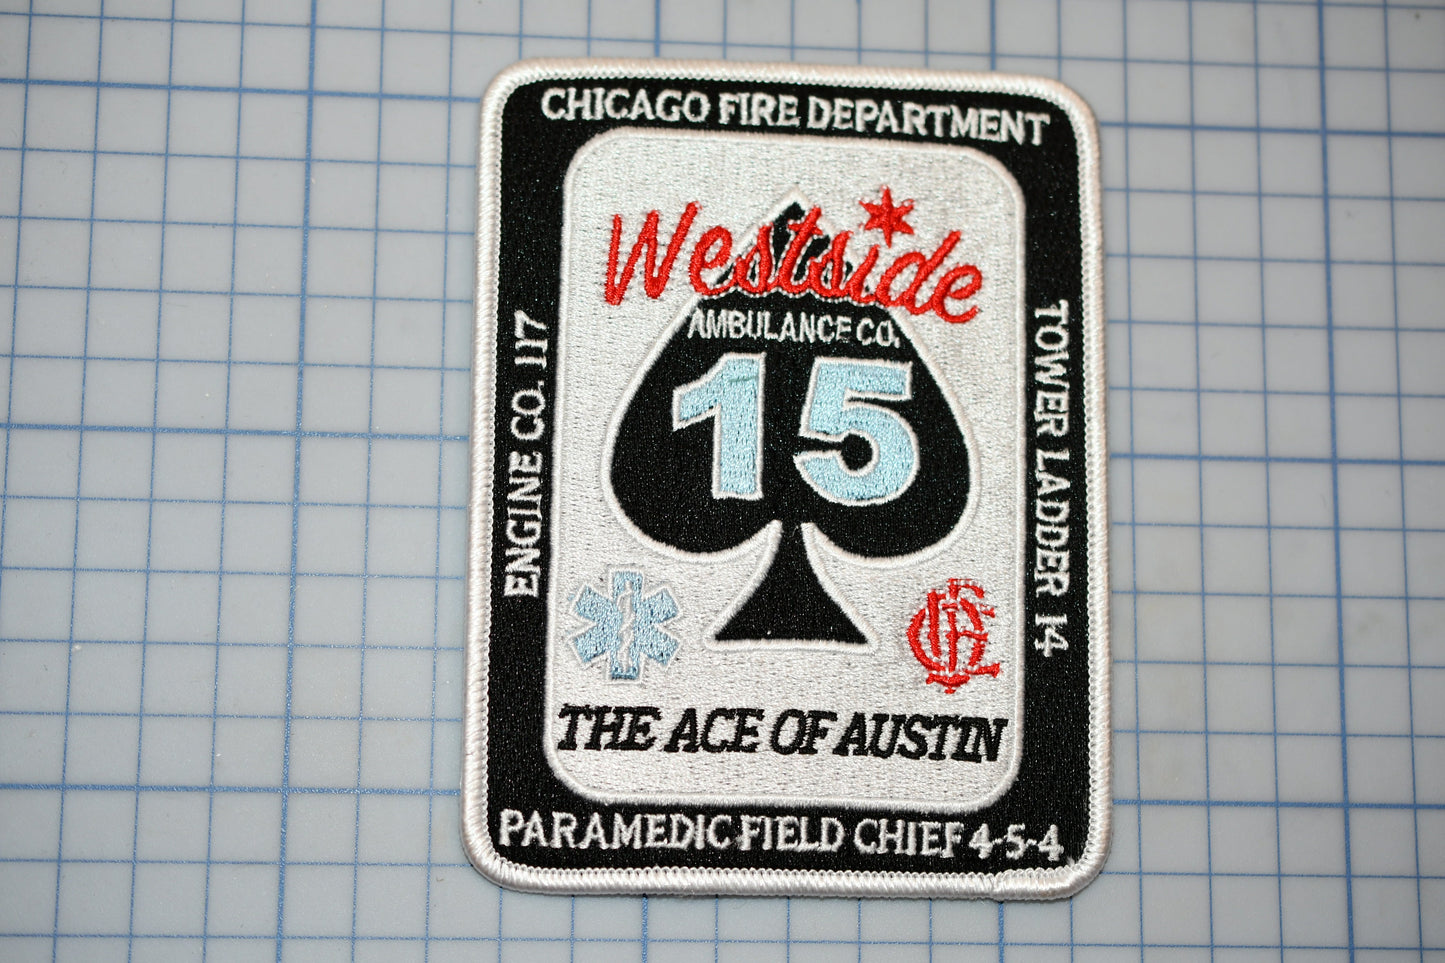 CHICAGO FIRE DEPARTMENT
Westside
AMBULANCE CO.
15
ENGINE CO. 117
TOWER LADDER 14
CFD
THE ACE OF AUSTIN
PARAMEDIC FIELD CHIEF 4-5-4